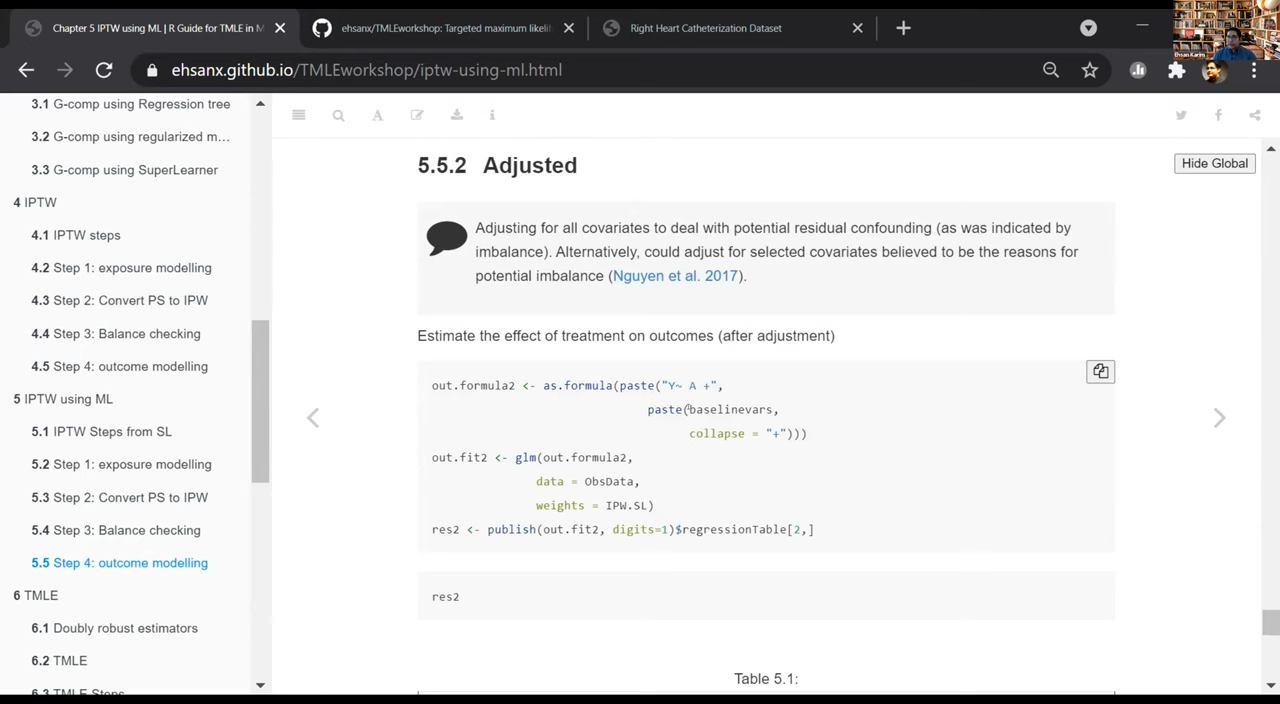 Chapter 5 IPTW using ML | R Guide for TMLE in M
ehsanx/TMLEworkshop: Targeted maximum likeli
Right Heart Catheterization Dataset
Ehsan Karim
ehsanx.github.io/TMLEworkshop/iptw-using-ml.html
3.1 G-comp using Regression tree
3.2 G-comp using regularized m…
3.3 G-comp using SuperLearner
4 IPTW
4.1 IPTW steps
4.2 Step 1: exposure modelling
4.3 Step 2: Convert PS to IPW
4.4 Step 3: Balance checking
4.5 Step 4: outcome modelling
5 IPTW using ML
5.1 IPTW Steps from SL
5.2 Step 1: exposure modelling
5.3 Step 2: Convert PS to IPW
5.4 Step 3: Balance checking
5.5 Step 4: outcome modelling
6 TMLE
6.1 Doubly robust estimators
6.2 TMLE
6.3 TMLE Steps
Hide Global
5.5.2 Adjusted
Adjusting for all covariates to deal with potential residual confounding (as was indicated by
imbalance). Alternatively, could adjust for selected covariates believed to be the reasons for
potential imbalance (Nguyen et al. 2017).
Estimate the effect of treatment on outcomes (after adjustment)
out.formula2 <- as.formula(paste("Y~ A +",
paste(baselinevars,
collapse = "+")))
out.fit2 <- glm(out.formula2,
data = ObsData,
weights = IPW.SL)
res2 <- publish(out.fit2, digits=1)$regressionTable[2,]
res2
Table 5.1: